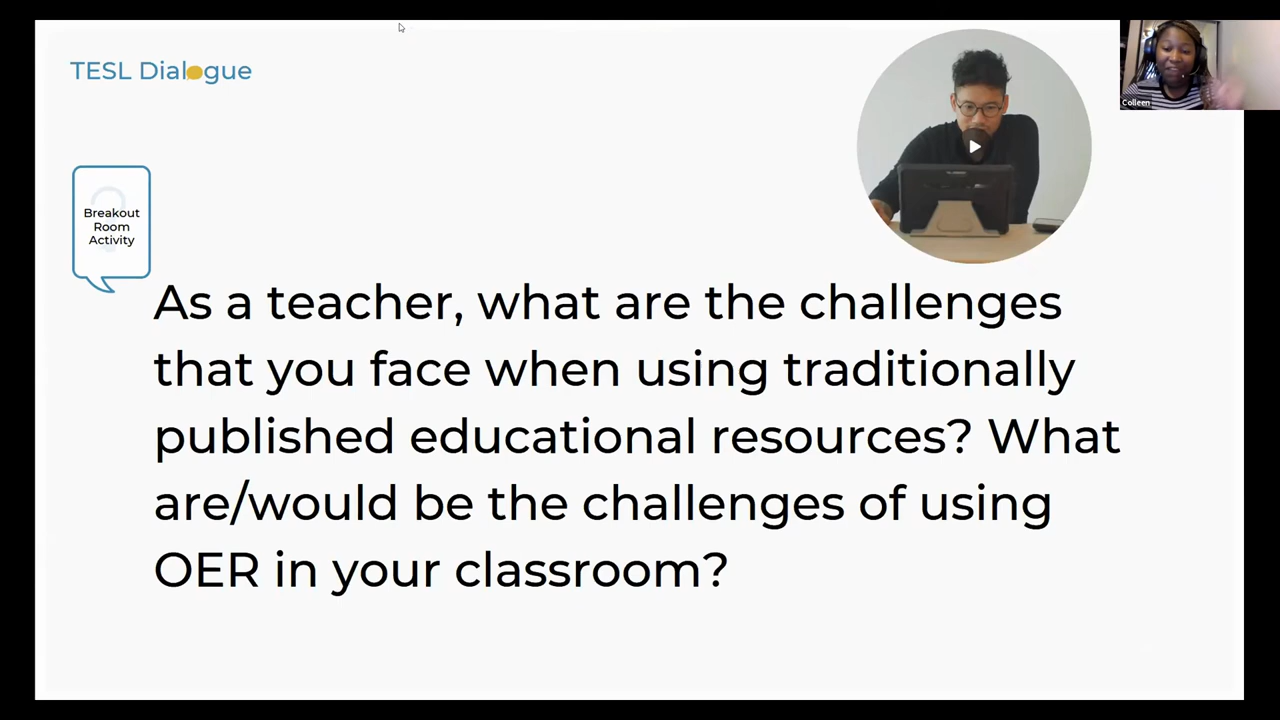 TESL Dialogue
Colleen
Breakout
Room
Activity
As a teacher, what are the challenges
that you face when using traditionally
published educational resources? What
are/would be the challenges of using
OER in your classroom?